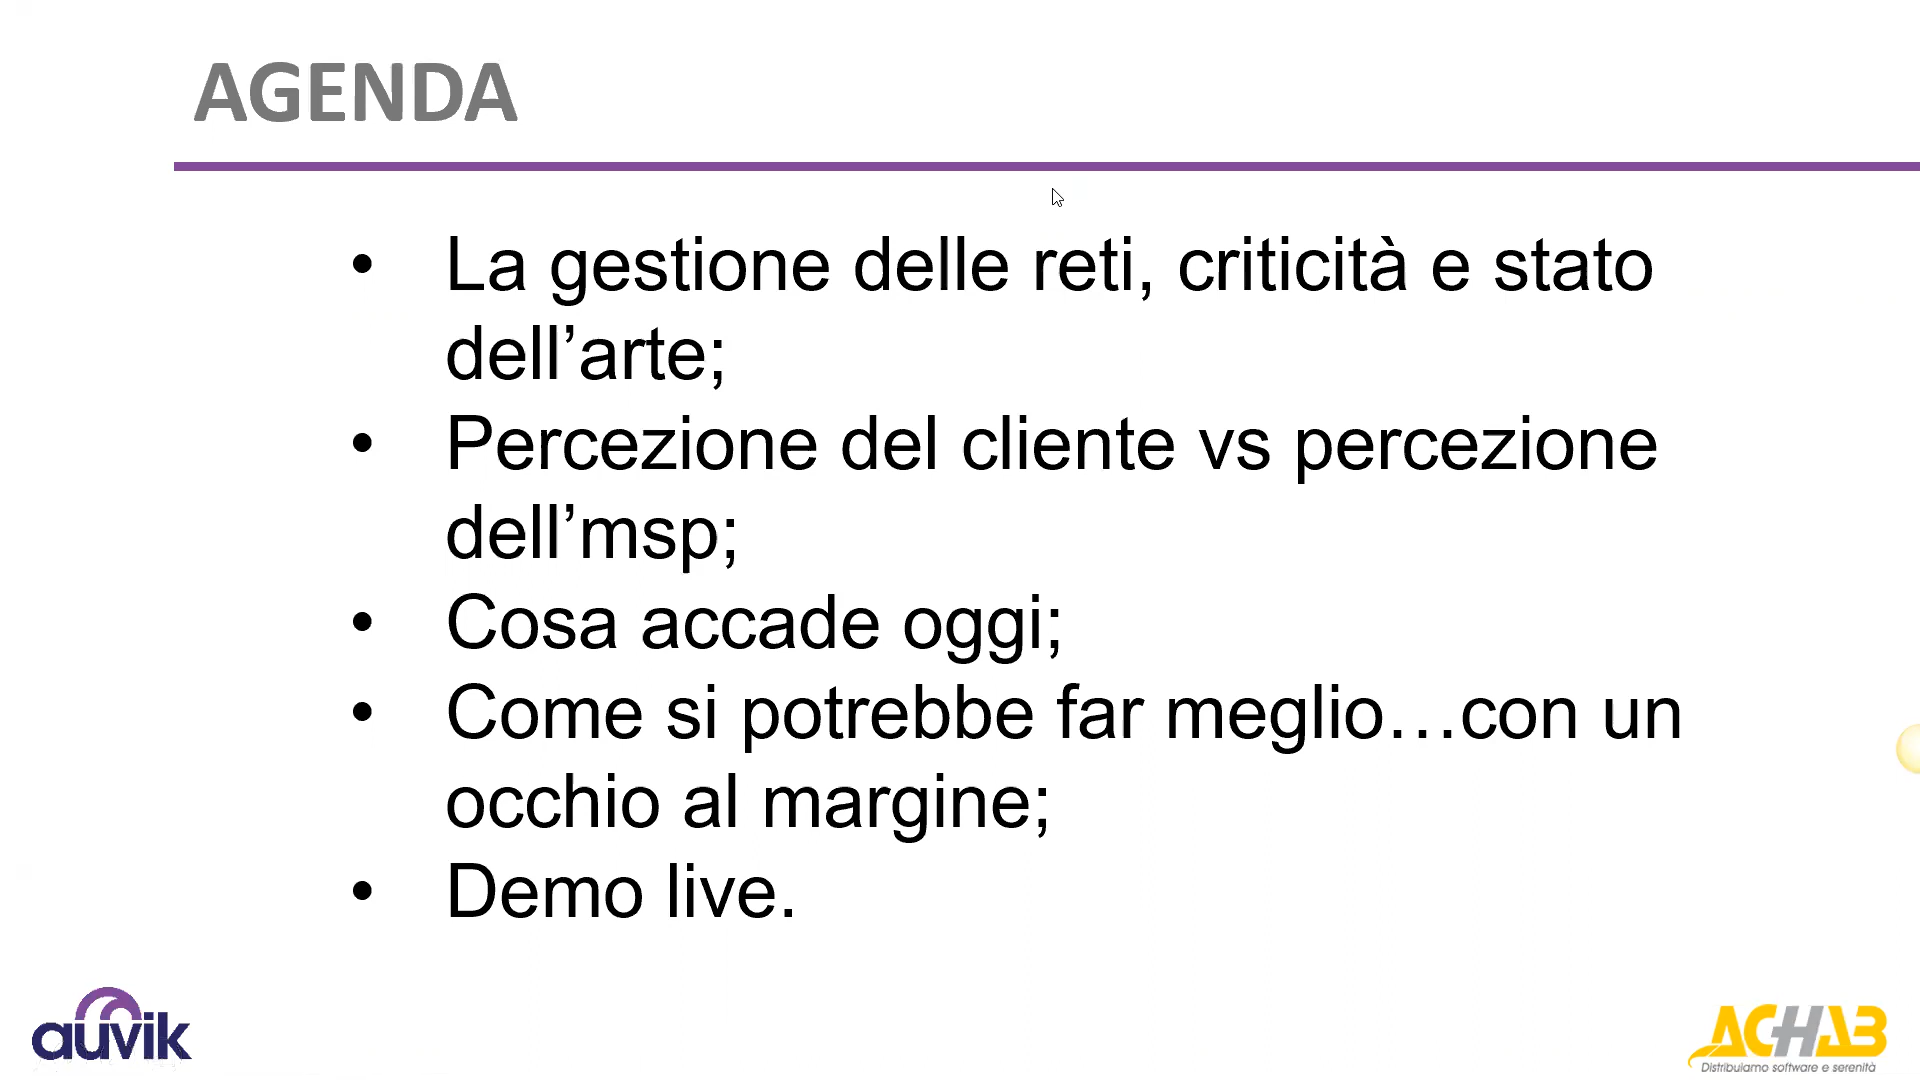 AGENDA
• La gestione delle reti, criticità e stato
dell’arte;
• Percezione del cliente vs percezione
dell’msp;
• Cosa accade oggi;
• Come si potrebbe far meglio…con un
occhio al margine;
• Demo live.
auvik
ACHAB
Distribuiamo software e serenità